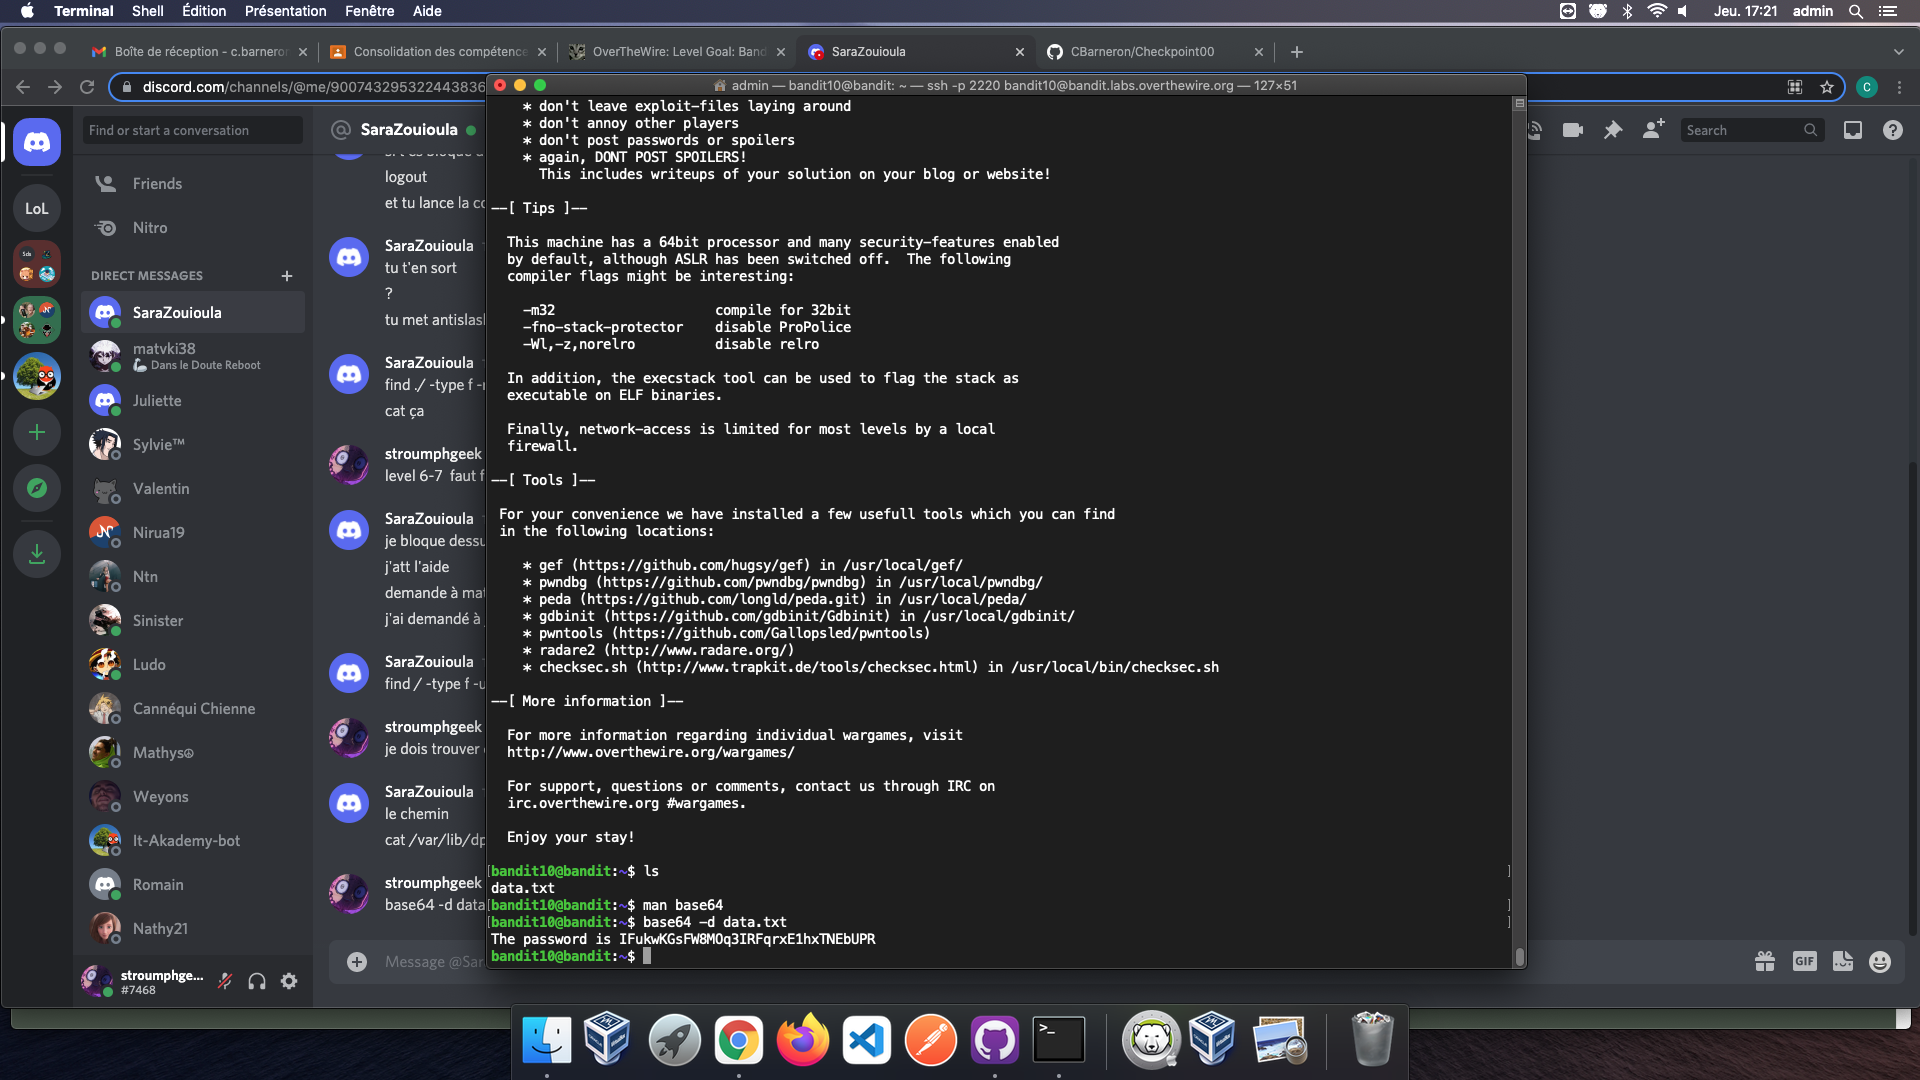 Terminal Shell Édition Présentation Fenêtre Aide
Jeu. 17:21 admin
Boîte de réception - c.barneron
Consolidation des compétence
OverTheWire: Level Goal: Band
SaraZouioula
CBarneron/Checkpoint00
discord.com/channels/@me/900743295322443836
C
Find or start a conversation
Friends
Nitro
DIRECT MESSAGES
SaraZouioula
matvki38
Dans le Doute Reboot
Juliette
Sylvie™
Valentin
Nirua19
Ntn
Sinister
Ludo
Cannéqui Chienne
Mathys☮
Weyons
It-Akademy-bot
Romain
Nathy21
stroumphge...
#7468
LoL
SaraZouioula
Search
logout
et tu lance la co
SaraZouioula
tu t'en sort
?
tu met antislash
SaraZouioula
find ./ -type f -
cat ça
stroumphgeek
level 6-7 faut f
SaraZouioula
je bloque dessu
j'att l'aide
demande à mat
j'ai demandé à
SaraZouioula
find / -type f -u
stroumphgeek
je dois trouver
SaraZouioula
le chemin
cat /var/lib/dp
stroumphgeek
base64 -d data
Message @Sar
GIF
admin — bandit10@bandit: ~ — ssh -p 2220 bandit10@bandit.labs.overthewire.org — 127×51
* don't leave exploit-files laying around
* don't annoy other players
* don't post passwords or spoilers
* again, DONT POST SPOILERS!
This includes writeups of your solution on your blog or website!
--[ Tips ]--
This machine has a 64bit processor and many security-features enabled
by default, although ASLR has been switched off. The following
compiler flags might be interesting:
-m32 compile for 32bit
-fno-stack-protector disable ProPolice
-Wl,-z,norelro disable relro
In addition, the execstack tool can be used to flag the stack as
executable on ELF binaries.
Finally, network-access is limited for most levels by a local
firewall.
--[ Tools ]--
For your convenience we have installed a few usefull tools which you can find
in the following locations:
* gef (https://github.com/hugsy/gef) in /usr/local/gef/
* pwndbg (https://github.com/pwndbg/pwndbg) in /usr/local/pwndbg/
* peda (https://github.com/longld/peda.git) in /usr/local/peda/
* gdbinit (https://github.com/gdbinit/Gdbinit) in /usr/local/gdbinit/
* pwntools (https://github.com/Gallopsled/pwntools)
* radare2 (http://www.radare.org/)
* checksec.sh (http://www.trapkit.de/tools/checksec.html) in /usr/local/bin/checksec.sh
--[ More information ]--
For more information regarding individual wargames, visit
http://www.overthewire.org/wargames/
For support, questions or comments, contact us through IRC on
irc.overthewire.org #wargames.
Enjoy your stay!
[bandit10@bandit:~$ ls ]
data.txt
[bandit10@bandit:~$ man base64 ]
[bandit10@bandit:~$ base64 -d data.txt ]
The password is IFukwKGsFW8MOq3IRFqrxE1hxTNEbUPR
bandit10@bandit:~$